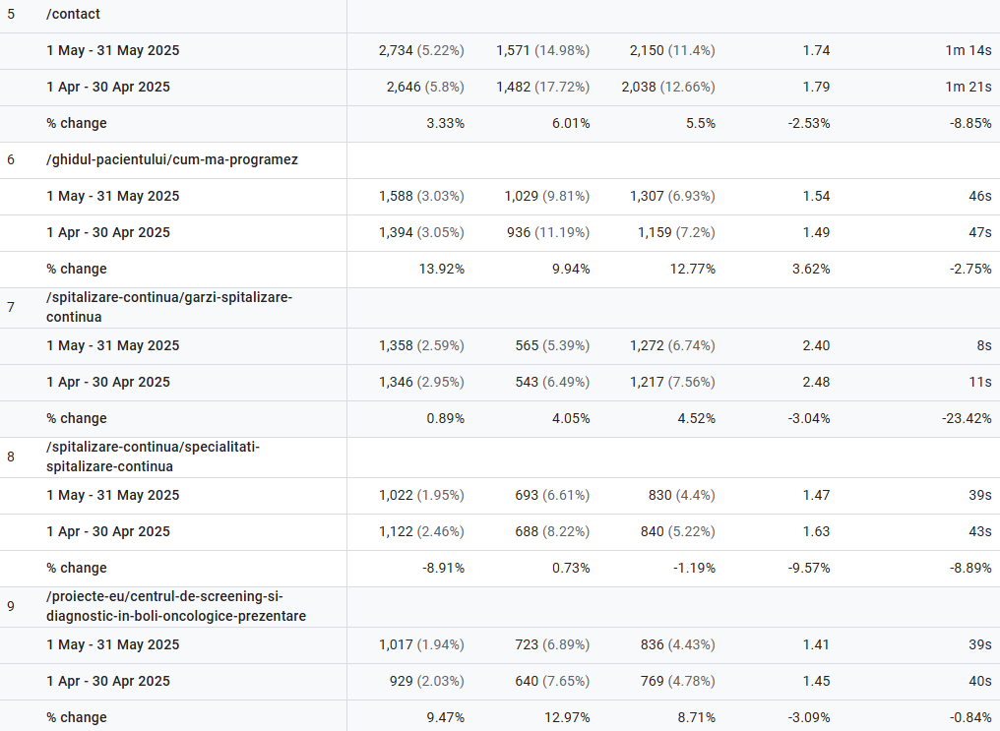 5 /contact
1 May - 31 May 2025 2,734 (5.22%) 1,571 (14.98%) 2,150 (11.4%) 1.74 1m 14s
1 Apr - 30 Apr 2025 2,646 (5.8%) 1,482 (17.72%) 2,038 (12.66%) 1.79 1m 21s
% change 3.33% 6.01% 5.5% -2.53% -8.85%
6 /ghidul-pacientului/cum-ma-programez
1 May - 31 May 2025 1,588 (3.03%) 1,029 (9.81%) 1,307 (6.93%) 1.54 46s
1 Apr - 30 Apr 2025 1,394 (3.05%) 936 (11.19%) 1,159 (7.2%) 1.49 47s
% change 13.92% 9.94% 12.77% 3.62% -2.75%
7 /spitalizare-continua/garzi-spitalizare-
continua
1 May - 31 May 2025 1,358 (2.59%) 565 (5.39%) 1,272 (6.74%) 2.40 8s
1 Apr - 30 Apr 2025 1,346 (2.95%) 543 (6.49%) 1,217 (7.56%) 2.48 11s
% change 0.89% 4.05% 4.52% -3.04% -23.42%
8 /spitalizare-continua/specialitati-
spitalizare-continua
1 May - 31 May 2025 1,022 (1.95%) 693 (6.61%) 830 (4.4%) 1.47 39s
1 Apr - 30 Apr 2025 1,122 (2.46%) 688 (8.22%) 840 (5.22%) 1.63 43s
% change -8.91% 0.73% -1.19% -9.57% -8.89%
9 /proiecte-eu/centrul-de-screening-si-
diagnostic-in-boli-oncologice-prezentare
1 May - 31 May 2025 1,017 (1.94%) 723 (6.89%) 836 (4.43%) 1.41 39s
1 Apr - 30 Apr 2025 929 (2.03%) 640 (7.65%) 769 (4.78%) 1.45 40s
% change 9.47% 12.97% 8.71% -3.09% -0.84%